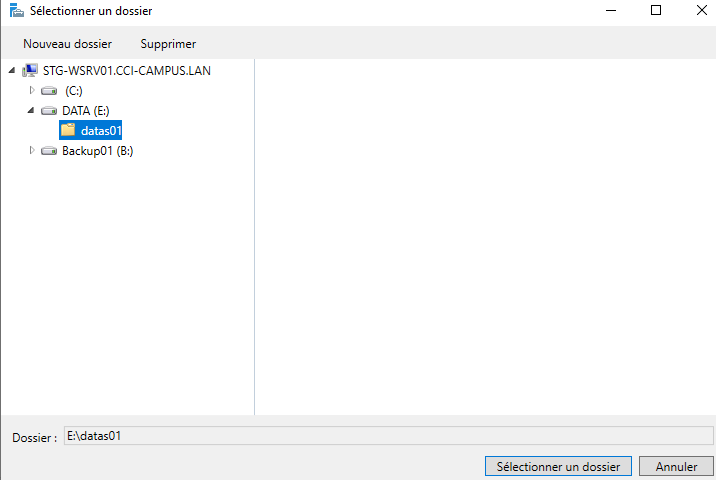 Sélectionner un dossier
Nouveau dossier Supprimer
STG-WSRV01.CCI-CAMPUS.LAN
(C:)
DATA (E:)
datas01
Backup01 (B:)
Dossier : E:\datas01
Sélectionner un dossier Annuler